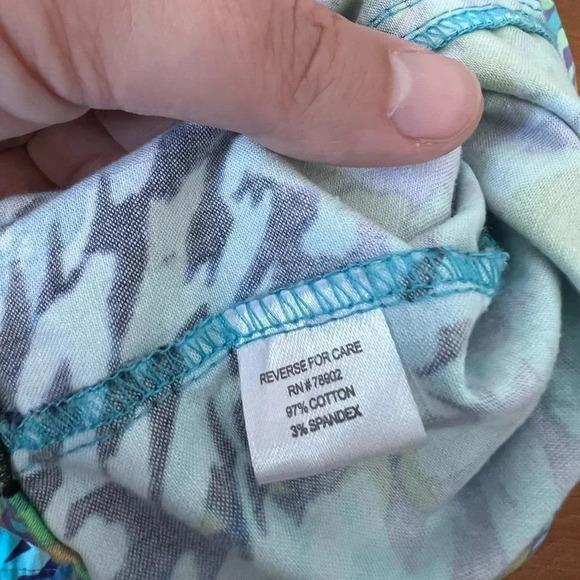 REVERSE FOR CARE
RN# 78902
97% COTTON
3% SPANDEX